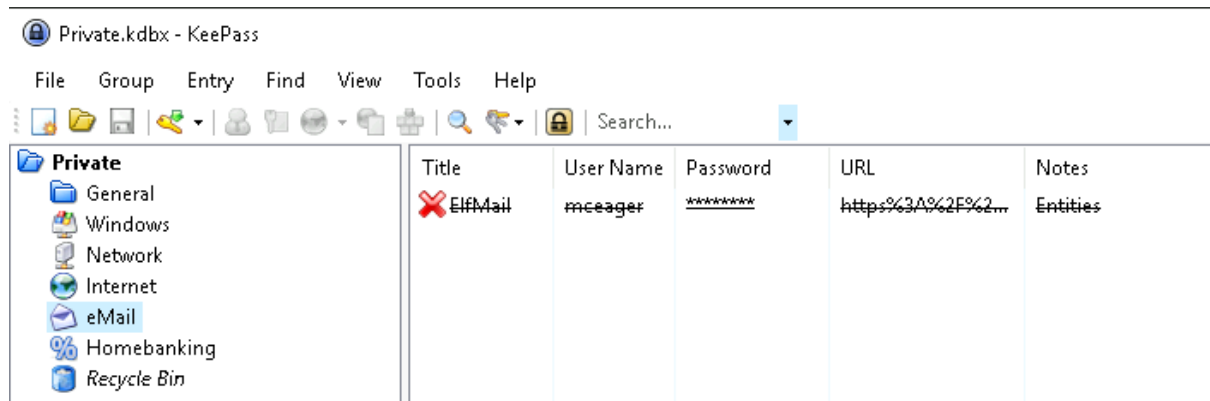 Private.kdbx - KeePass
File Group Entry Find View Tools Help
Search...
Private
General
Windows
Network
Internet
eMail
Homebanking
Recycle Bin
Title User Name Password URL Notes
ElfMail mceager ******** https%3A%2F%2... Entities